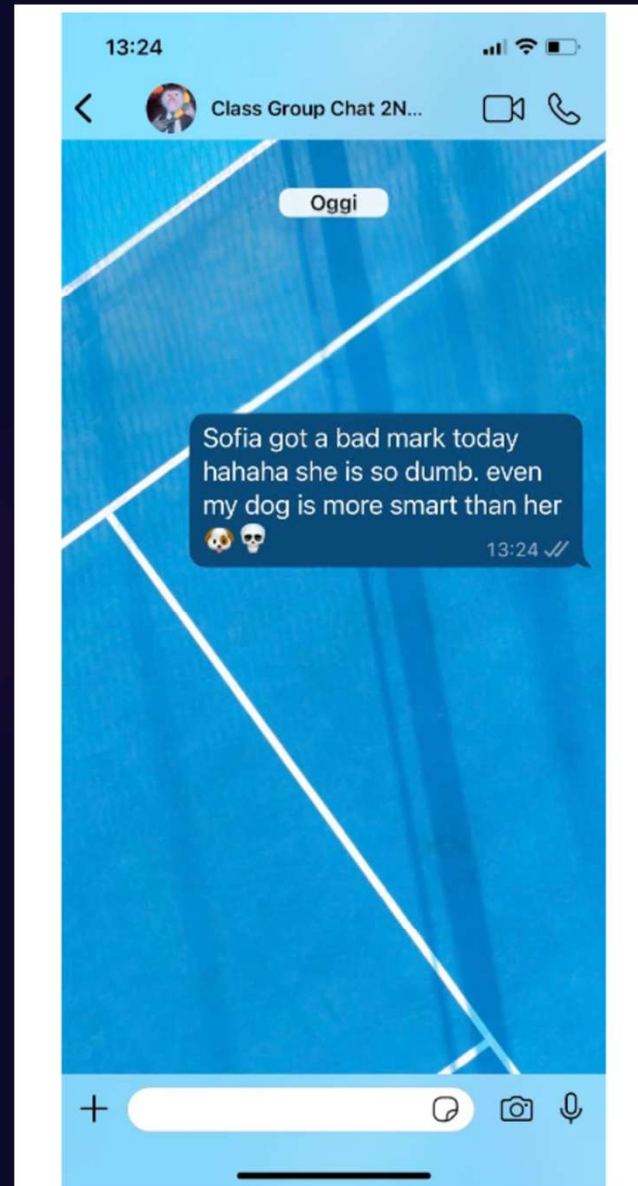 13:24
Class Group Chat 2N...
Oggi
Sofia got a bad mark today
hahaha she is so dumb. even
my dog is more smart than her
🐶💀
13:24